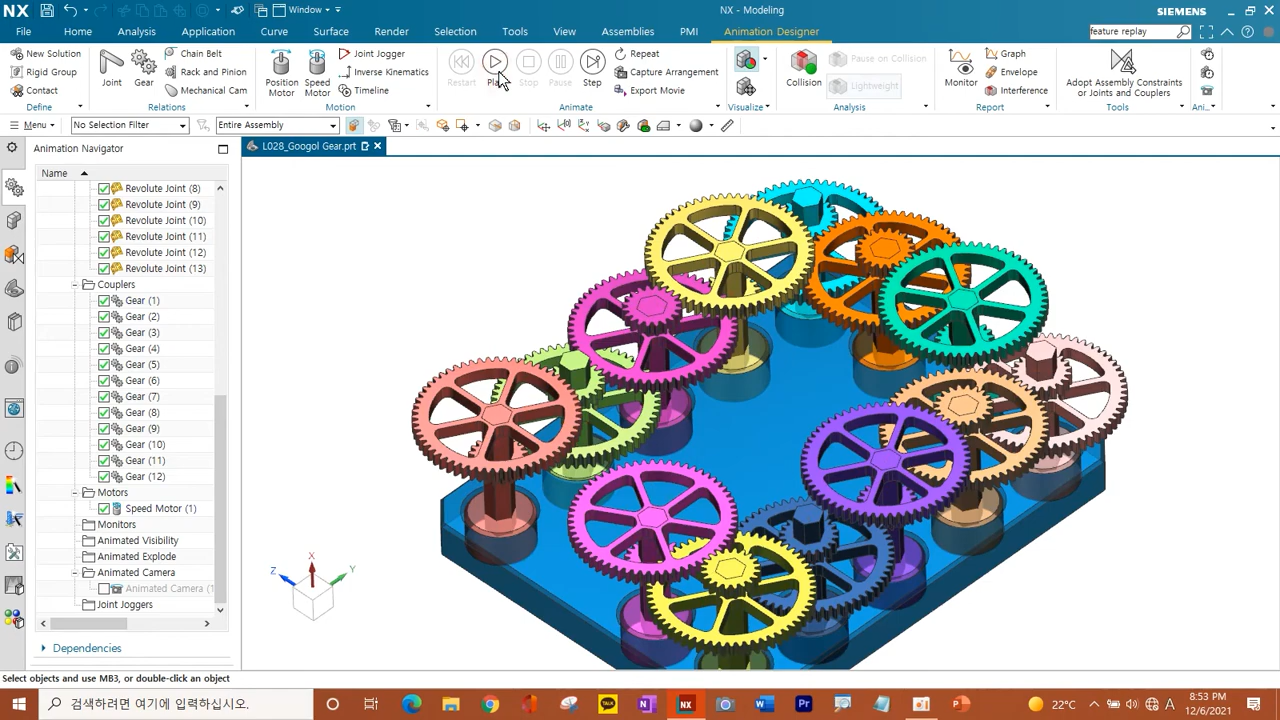 NX
Window
NX - Modeling
SIEMENS
File
Home
Analysis
Application
Curve
Surface
Render
Selection
Tools
View
Assemblies
PMI
Animation Designer
feature replay
New Solution
Rigid Group
Contact
Define
Joint
Gear
Chain Belt
Rack and Pinion
Mechanical Cam
Relations
Position Motor
Speed Motor
Joint Jogger
Inverse Kinematics
Timeline
Motion
Restart
Stop
Pause
Step
Repeat
Capture Arrangement
Export Movie
Animate
Visualize
Collision
Pause on Collision
Lightweight
Analysis
Monitor
Graph
Envelope
Interference
Report
Adopt Assembly Constraints or Joints and Couplers
Tools
Ani...
Menu
No Selection Filter
Entire Assembly
Animation Navigator
L028_Googol Gear.prt
Name
Revolute Joint (8)
Revolute Joint (9)
Revolute Joint (10)
Revolute Joint (11)
Revolute Joint (12)
Revolute Joint (13)
Couplers
Gear (1)
Gear (2)
Gear (3)
Gear (4)
Gear (5)
Gear (6)
Gear (7)
Gear (8)
Gear (9)
Gear (10)
Gear (11)
Gear (12)
Motors
Speed Motor (1)
Monitors
Animated Visibility
Animated Explode
Animated Camera
Animated Camera (1
Joint Joggers
Dependencies
X
Y
Z
Select objects and use MB3, or double-click an object
검색하려면 여기에 입력하십시오.
TALK
N
NX
W
Pr
P
22°C
A
8:53 PM
12/6/2021